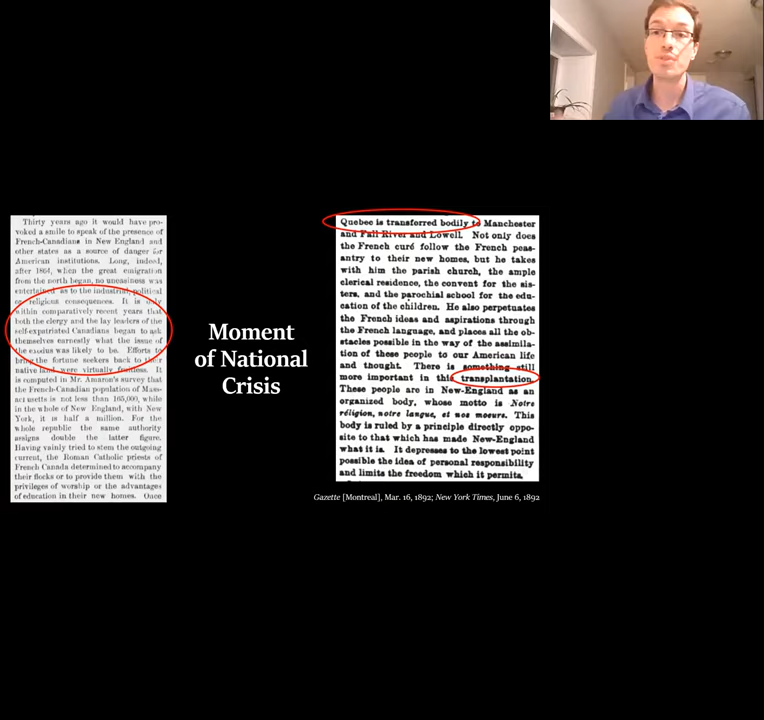 Thirty years ago it would have pro-
voked a smile to speak of the presence of
French-Canadians in New England and
other states as a source of danger for
American institutions. Long, indeed,
after 1864, when the great emigration
from the north began, no uneasiness was
entertained as to the industrial, political
or religious consequences. It is only
within comparatively recent years that
both the clergy and the lay leaders of the
self-expatriated Canadians began to ask
themselves earnestly what the issue of
the exodus was likely to be. Efforts to
bring the fortune seekers back to their
native land were virtually fruitless. It
is computed in Mr. Amaron's survey that
the French-Canadian population of Mass-
achusetts is not less than 165,000, while
in the whole of New England, with New
York, it is half a million. For the
whole republic the same authority
assigns double the latter figure.
Having vainly tried to stem the outgoing
current, the Roman Catholic priests of
French Canada determined to accompany
their flocks or to provide them with the
privileges of worship or the advantages
of education in their new homes. Once
Moment
of National
Crisis
Quebec is transferred bodily to Manchester
and Fall River and Lowell. Not only does
the French curé follow the French peas-
antry to their new homes, but he takes
with him the parish church, the ample
clerical residence, the convent for the sis-
ters, and the parochial school for the edu-
cation of the children. He also perpetuates
the French ideas and aspirations through
the French language, and places all the ob-
stacles possible in the way of the assimila-
tion of these people to our American life
and thought. There is something still
more important in this transplantation.
These people are in New-England as an
organized body, whose motto is Notre
réligion, notre langue, et nos moeurs. This
body is ruled by a principle directly oppo-
site to that which has made New-England
what it is. It depresses to the lowest point
possible the idea of personal responsibility
and limits the freedom which it permits.
Gazette [Montreal], Mar. 16, 1892; New York Times, June 6, 1892